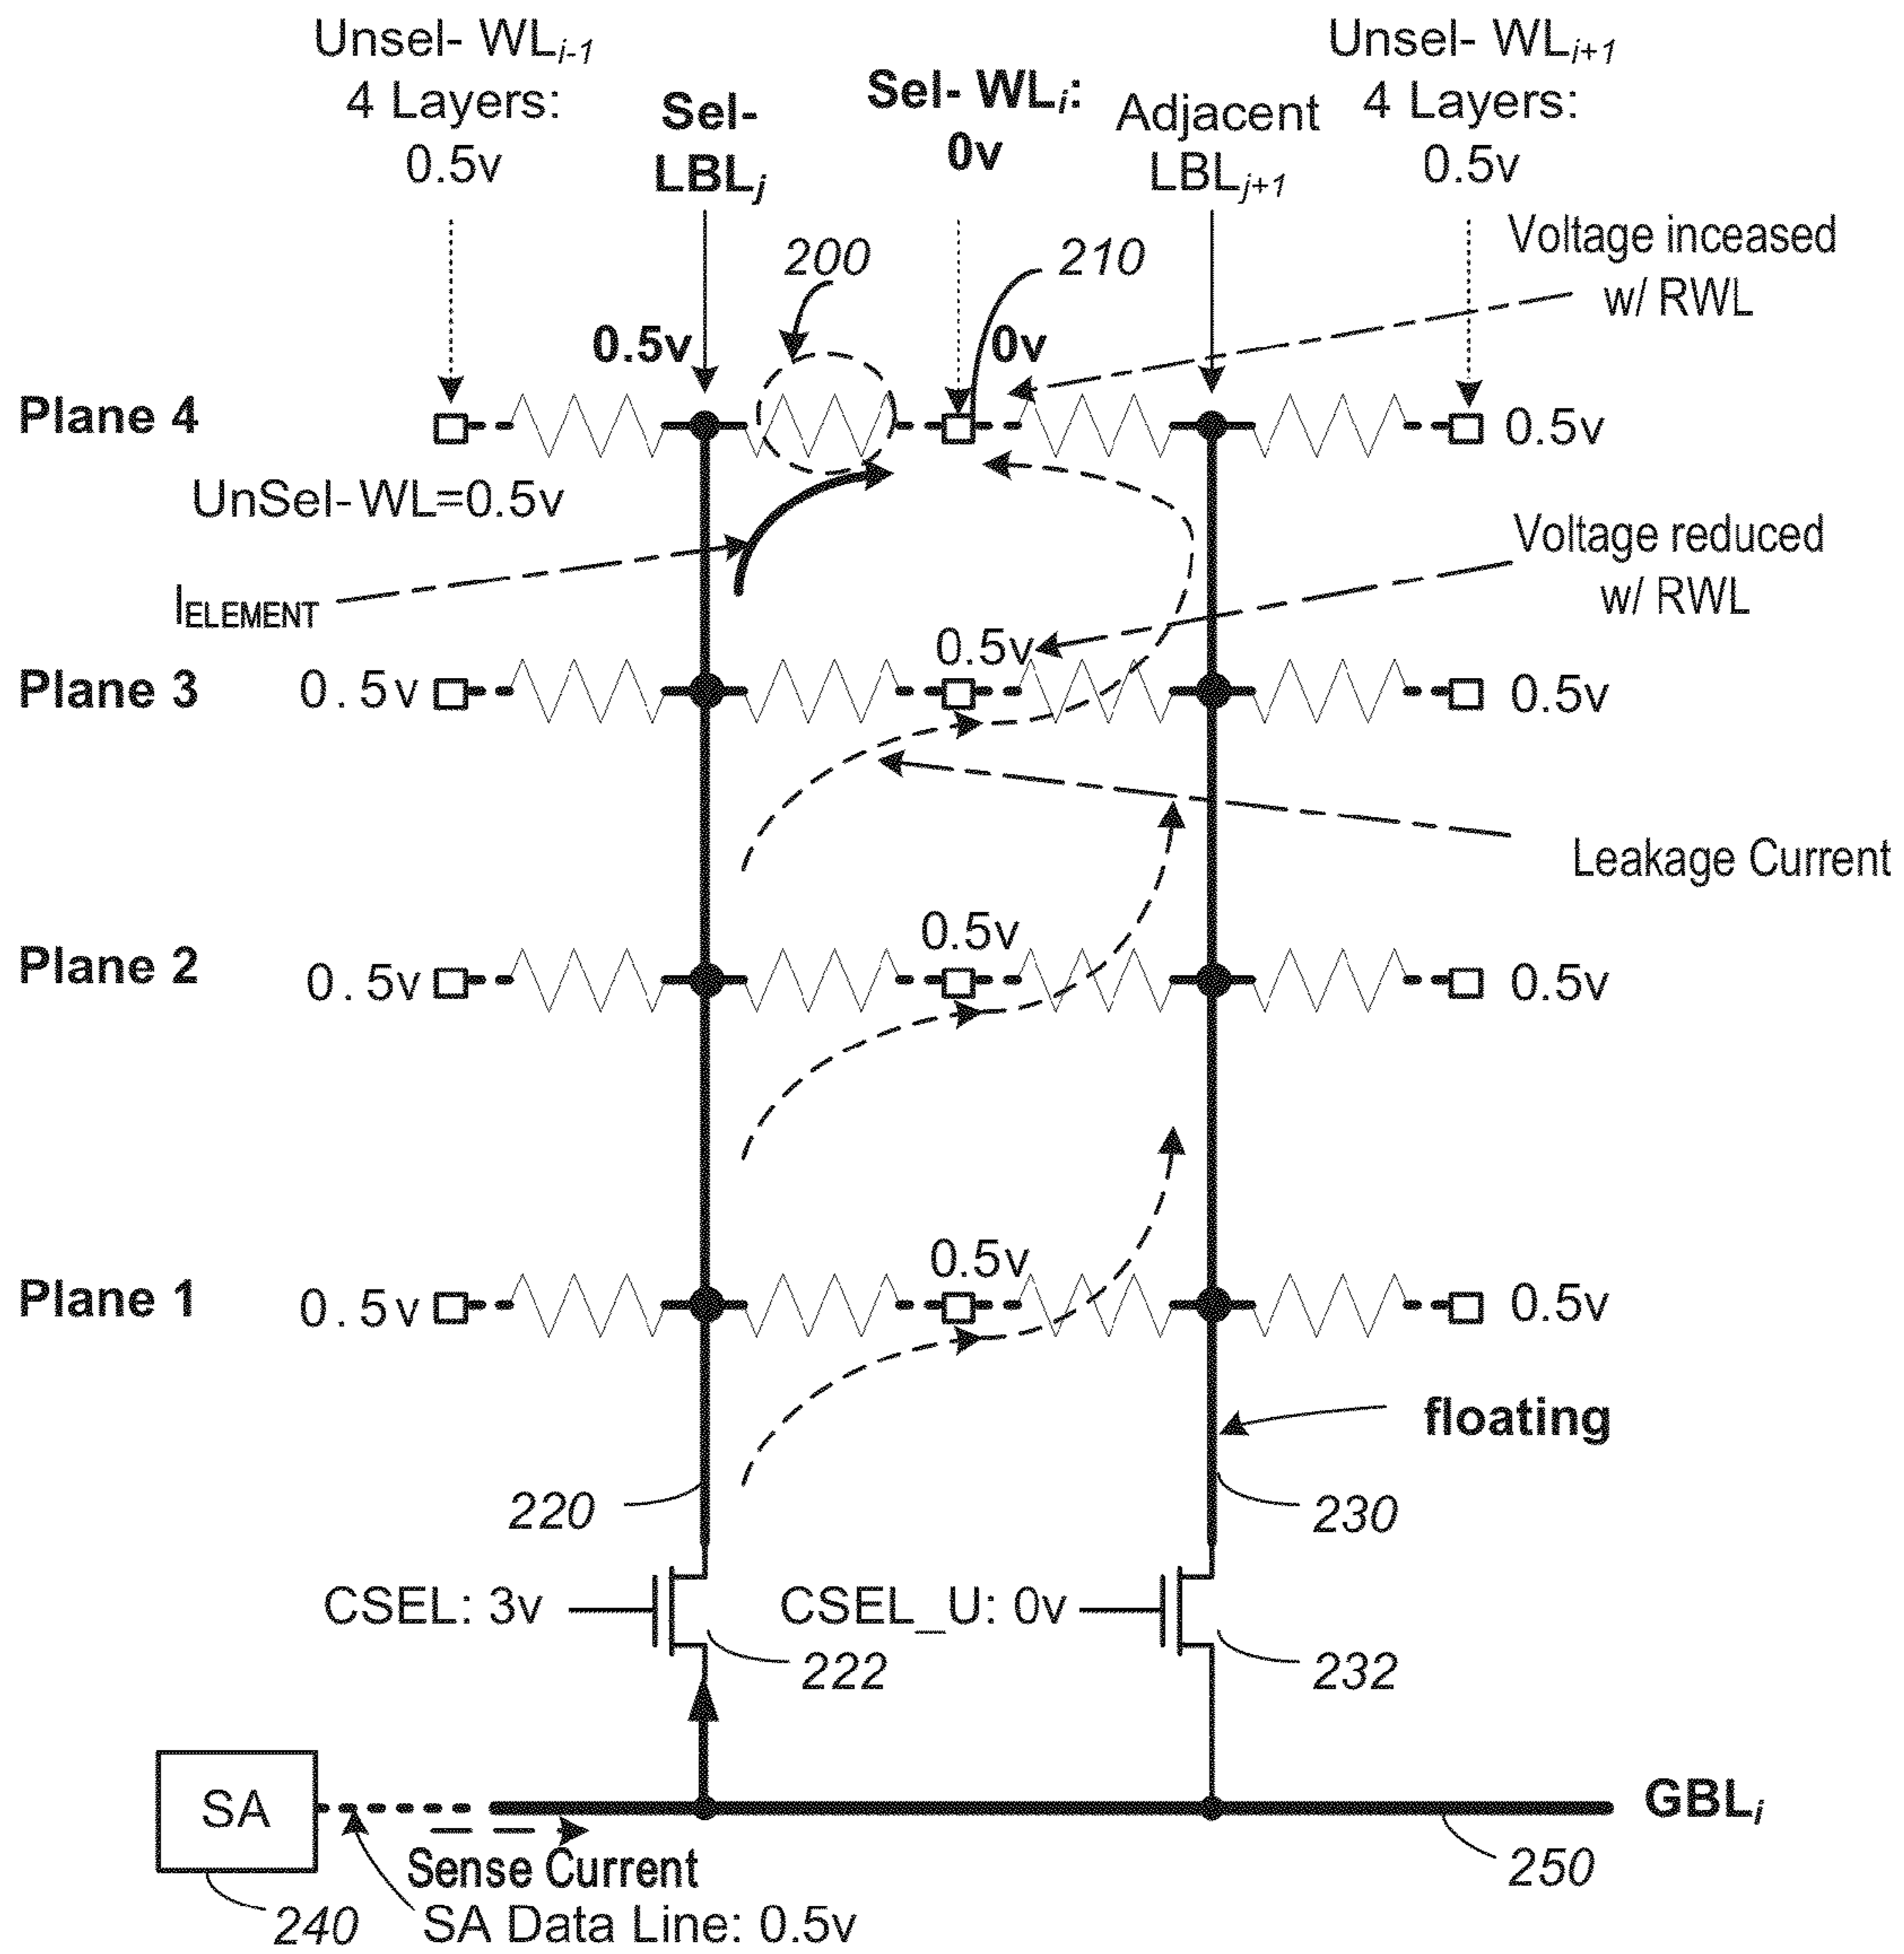 Unsel- WLi-1
4 Layers:
0.5v
Sel-
LBLj
Sel- WLi:
0v
Adjacent
LBLj+1
Unsel- WLi+1
4 Layers:
0.5v
Voltage inceased
w/ RWL
200
210
0.5v
0v
Plane 4
0.5v
UnSel-WL=0.5v
Voltage reduced
w/ RWL
IELEMENT
0.5v
Plane 3
0.5v
0.5v
Leakage Current
0.5v
Plane 2
0.5v
0.5v
0.5v
Plane 1
0.5v
0.5v
floating
220
230
CSEL: 3v
CSEL_U: 0v
222
232
SA
GBLi
Sense Current
250
240
SA Data Line: 0.5v